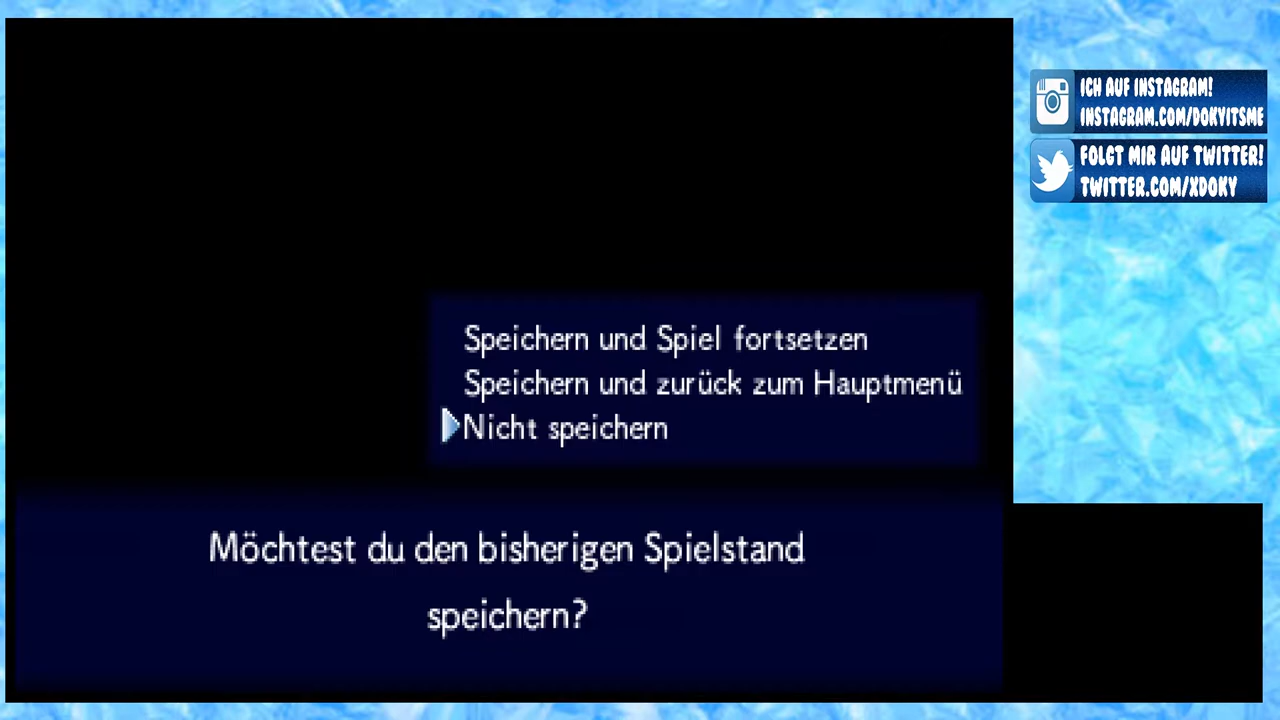 ICH AUF INSTAGRAM!
INSTAGRAM.COM/DOKYITSME
FOLGT MIR AUF TWITTER!
TWITTER.COM/XDOKY
Speichern und Spiel fortsetzen
Speichern und zurück zum Hauptmenü
Nicht speichern
Möchtest du den bisherigen Spielstand
speichern?